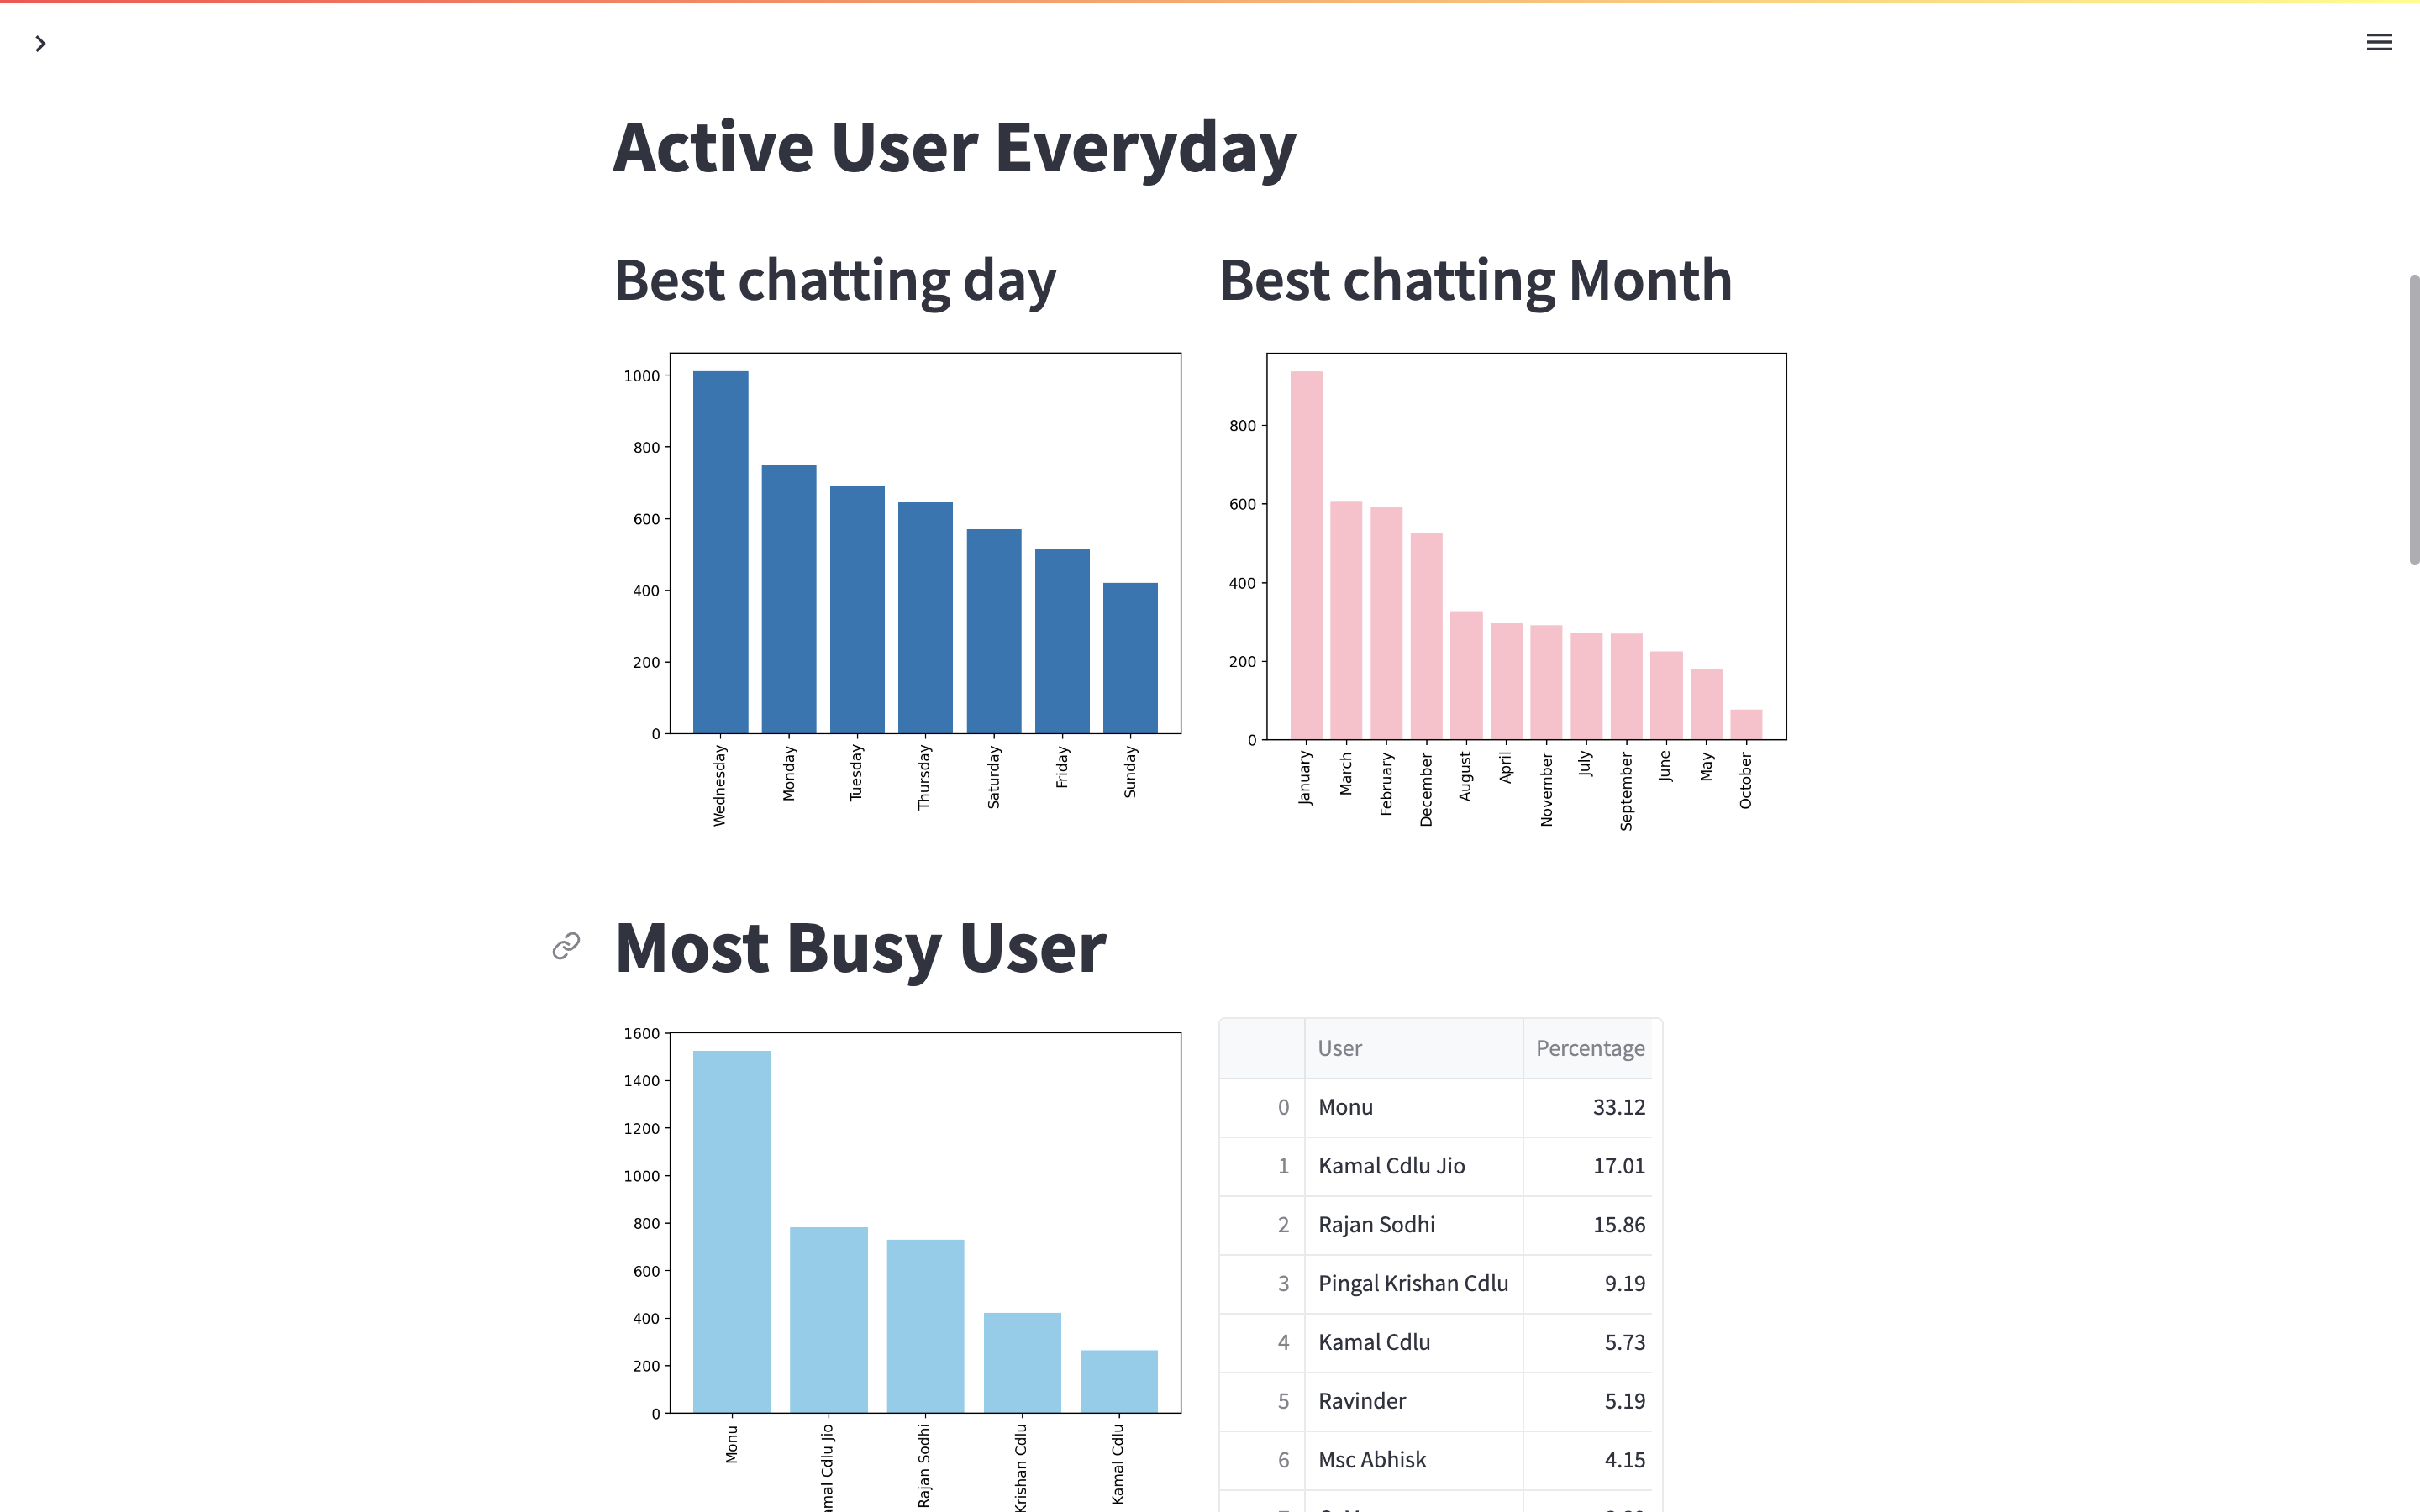 Active User Everyday
Best chatting day
Best chatting Month
1000
800
600
400
200
0
Wednesday
Monday
Tuesday
Thursday
Saturday
Friday
Sunday
800
600
400
200
0
January
March
February
December
August
April
November
July
September
June
May
October
Most Busy User
1600
1400
1200
1000
800
600
400
200
0
Monu
Cdlu Jio
Rajan Sodhi
Krishan Cdlu
Kamal Cdlu
User Percentage
0 Monu 33.12
1 Kamal Cdlu Jio 17.01
2 Rajan Sodhi 15.86
3 Pingal Krishan Cdlu 9.19
4 Kamal Cdlu 5.73
5 Ravinder 5.19
6 Msc Abhisk 4.15